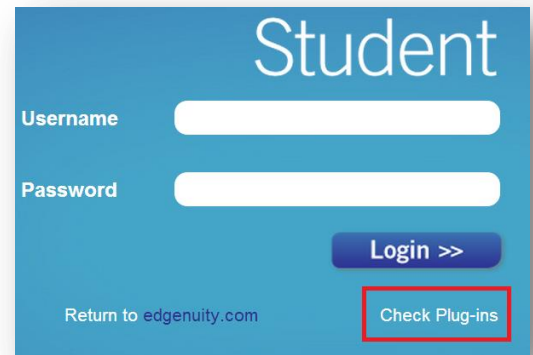 Student
Username
Password
Login >>
Return to edgenuity.com
Check Plug-ins